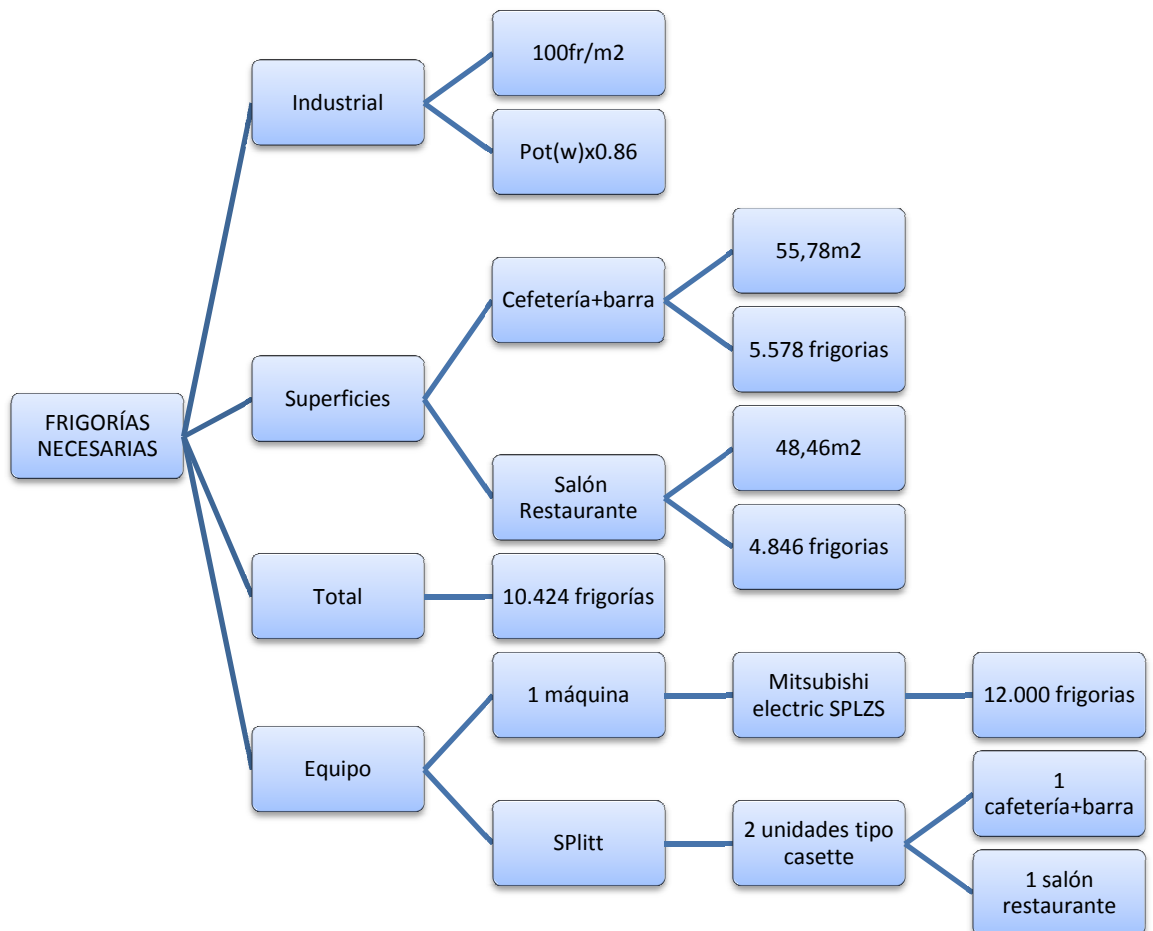 FRIGORÍAS
NECESARIAS
Industrial
100fr/m2
Pot(w)x0.86
Superficies
Cefetería+barra
55,78m2
5.578 frigorias
Salón
Restaurante
48,46m2
4.846 frigorias
Total
10.424 frigorías
Equipo
1 máquina
Mitsubishi
electric SPLZS
12.000 frigorias
SPlitt
2 unidades tipo
casette
1
cafetería+barra
1 salón
restaurante